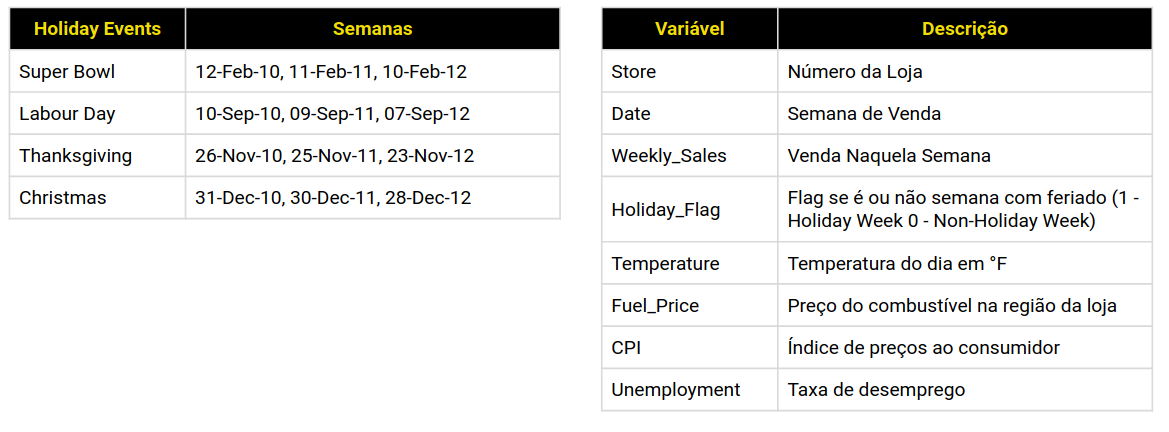 Holiday Events Semanas
Super Bowl 12-Feb-10, 11-Feb-11, 10-Feb-12
Labour Day 10-Sep-10, 09-Sep-11, 07-Sep-12
Thanksgiving 26-Nov-10, 25-Nov-11, 23-Nov-12
Christmas 31-Dec-10, 30-Dec-11, 28-Dec-12
Variável Descrição
Store Número da Loja
Date Semana de Venda
Weekly_Sales Venda Naquela Semana
Holiday_Flag Flag se é ou não semana com feriado (1 -
Holiday Week 0 - Non-Holiday Week)
Temperature Temperatura do dia em °F
Fuel_Price Preço do combustível na região da loja
CPI Índice de preços ao consumidor
Unemployment Taxa de desemprego